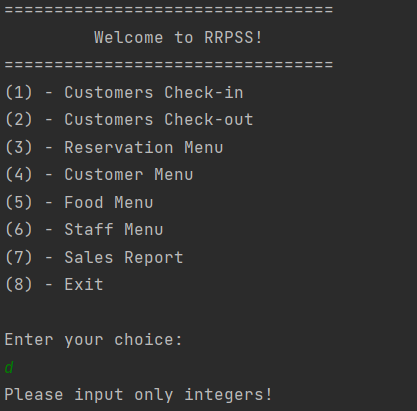 =================================
Welcome to RRPSS!
=================================
(1) - Customers Check-in
(2) - Customers Check-out
(3) - Reservation Menu
(4) - Customer Menu
(5) - Food Menu
(6) - Staff Menu
(7) - Sales Report
(8) - Exit
Enter your choice:
d
Please input only integers!